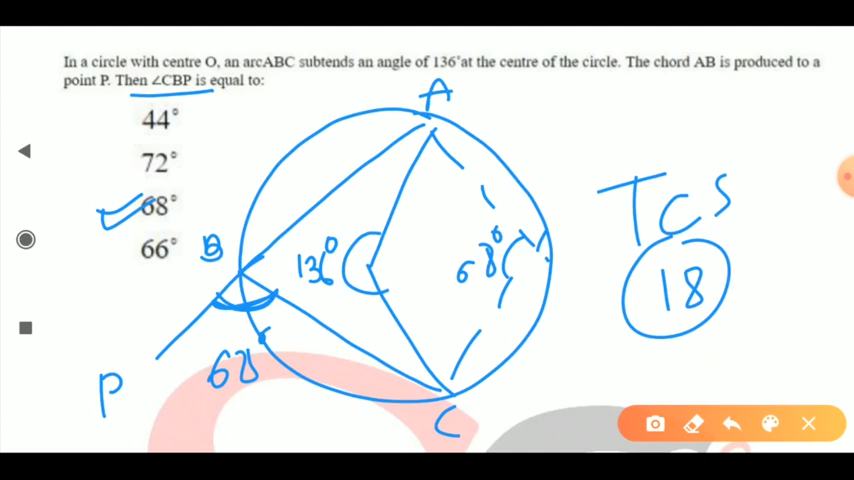 In a circle with centre O, an arcABC subtends an angle of 136°at the centre of the circle. The chord AB is produced to a
point P. Then ∠CBP is equal to:
44°
72°
68°
66°
A
B
136°
68°
TCS
18
P
68
C